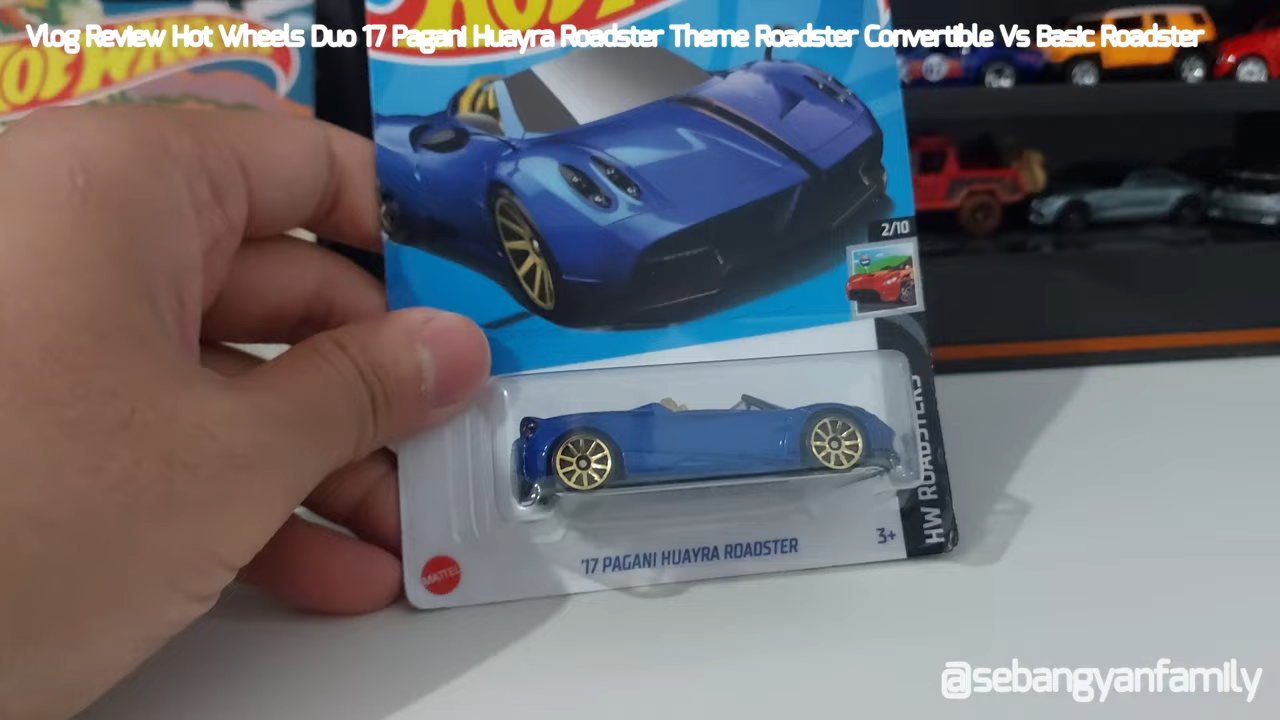 Vlog Review Hot Wheels Duo 17 Pagani Huayra Roadster Theme Roadster Convertible Vs Basic Roadster
2/10
HW ROADSTERS
'17 PAGANI HUAYRA ROADSTER
3+
MATTEL
@sebangyanfamily